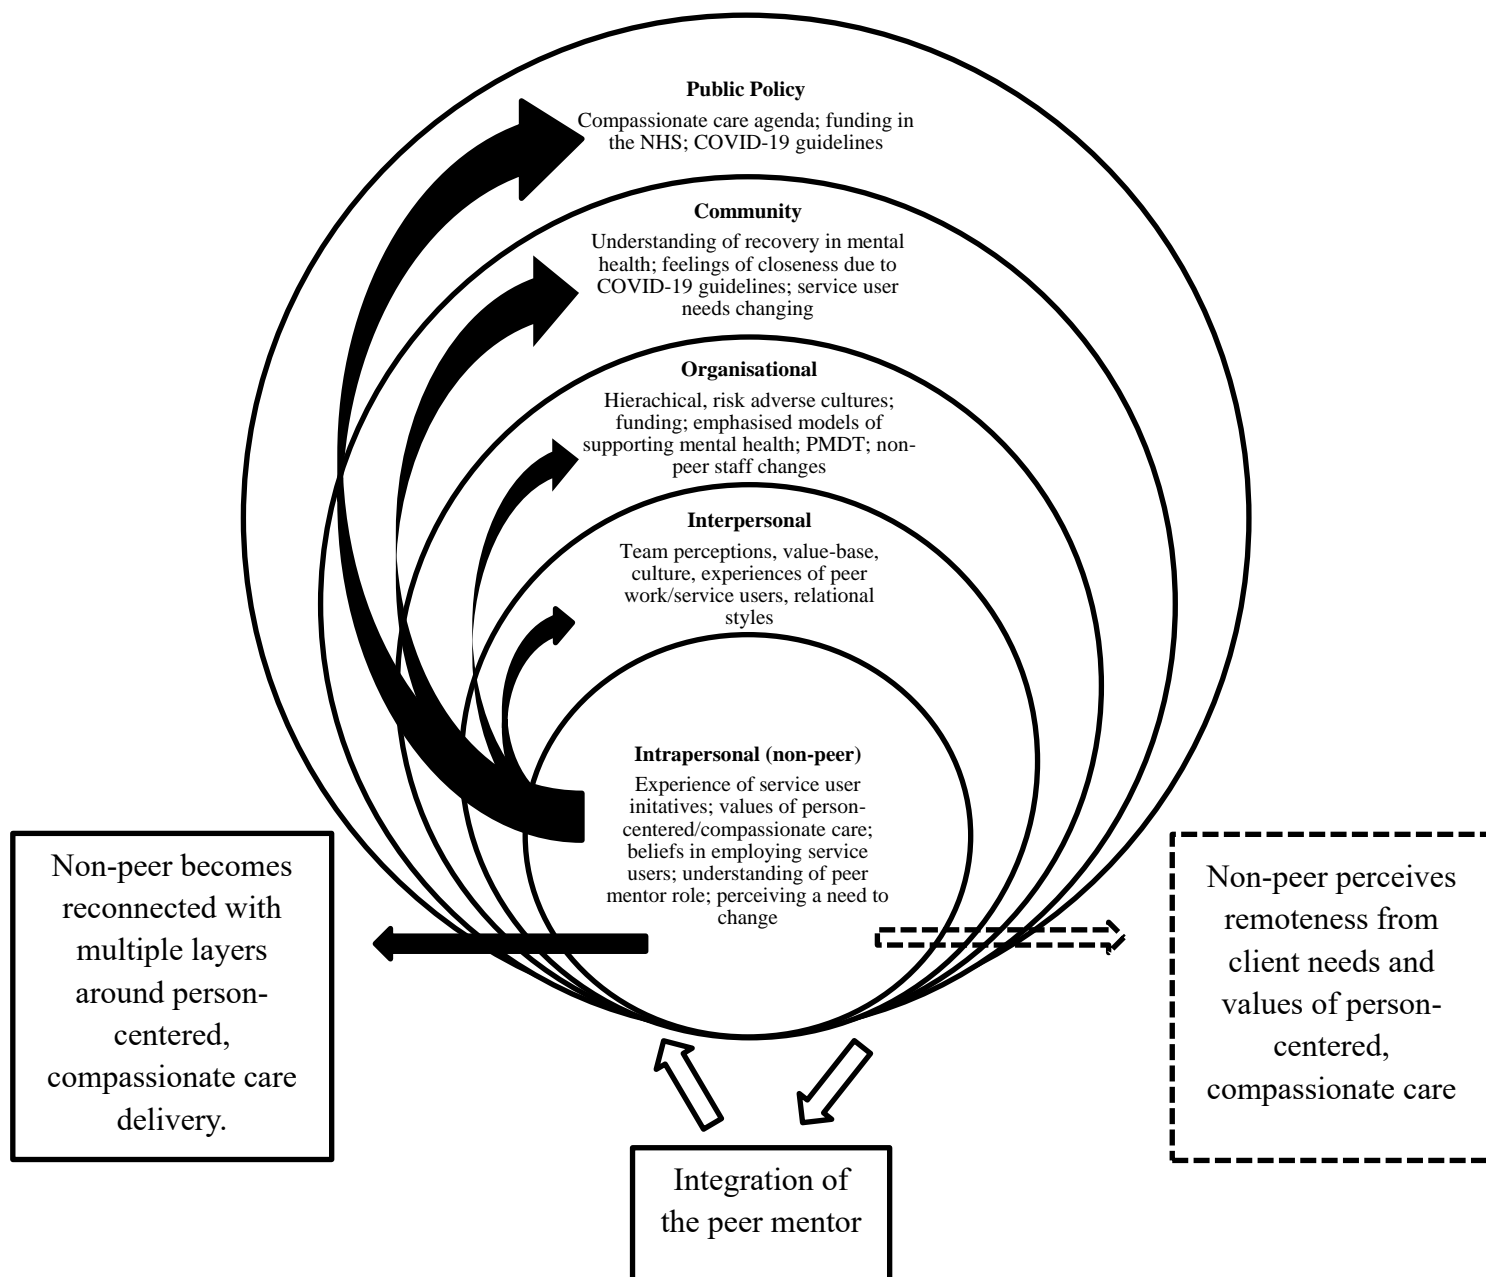 Public Policy
Compassionate care agenda; funding in
the NHS; COVID-19 guidelines
Community
Understanding of recovery in mental
health; feelings of closeness due to
COVID-19 guidelines; service user
needs changing
Organisational
Hierachical, risk adverse cultures;
funding; emphasised models of
supporting mental health; PMDT; non-
peer staff changes
Interpersonal
Team perceptions, value-base,
culture, experiences of peer
work/service users, relational
styles
Intrapersonal (non-peer)
Experience of service user
initatives; values of person-
centered/compassionate care;
beliefs in employing service
users; understanding of peer
mentor role; perceiving a need to
change
Non-peer becomes
reconnected with
multiple layers
around person-
centered,
compassionate care
delivery.
Non-peer perceives
remoteness from
client needs and
values of person-
centered,
compassionate care
Integration of
the peer mentor